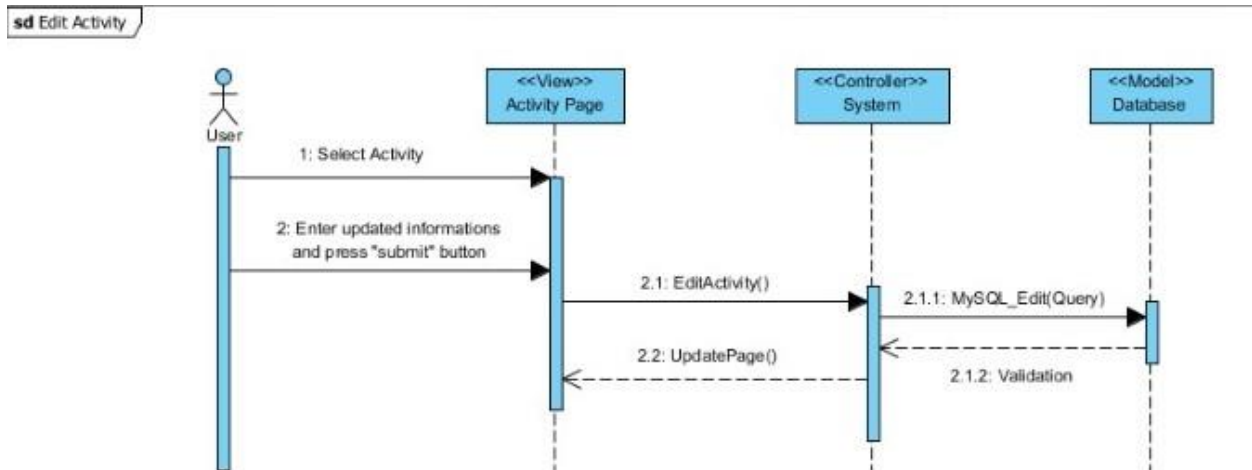 sd Edit Activity
<<View>>
Activity Page
<<Controller>>
System
<<Model>>
Database
User
1: Select Activity
2: Enter updated informations
and press "submit" button
2.1: EditActivity()
2.1.1: MySQL_Edit(Query)
2.2: UpdatePage()
2.1.2: Validation